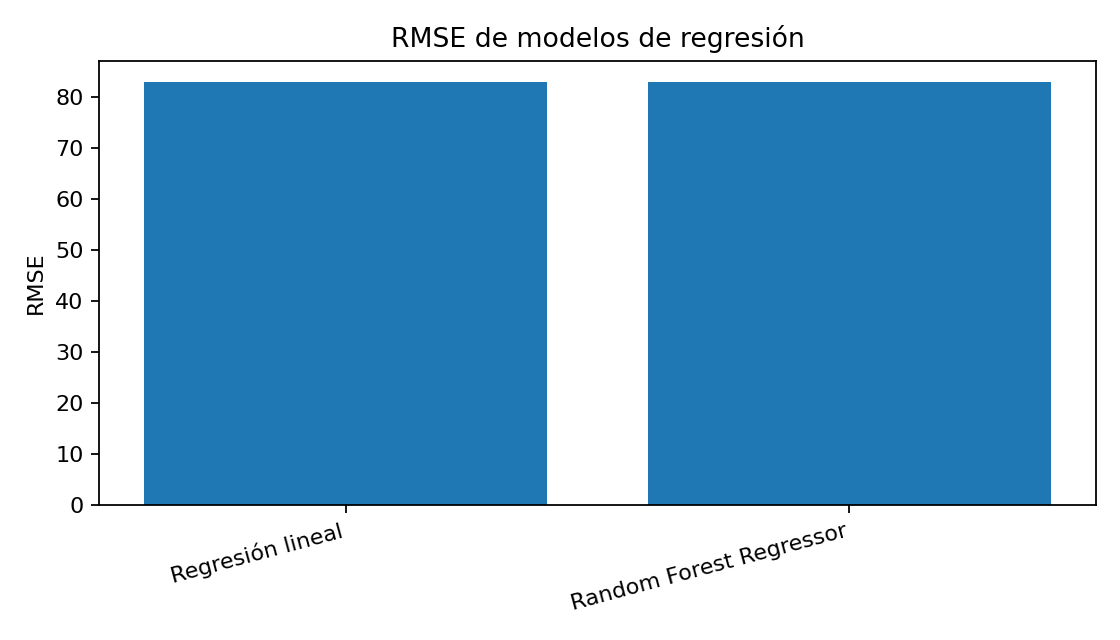 RMSE de modelos de regresión
RMSE
80
70
60
50
40
30
20
10
0
Regresión lineal
Random Forest Regressor